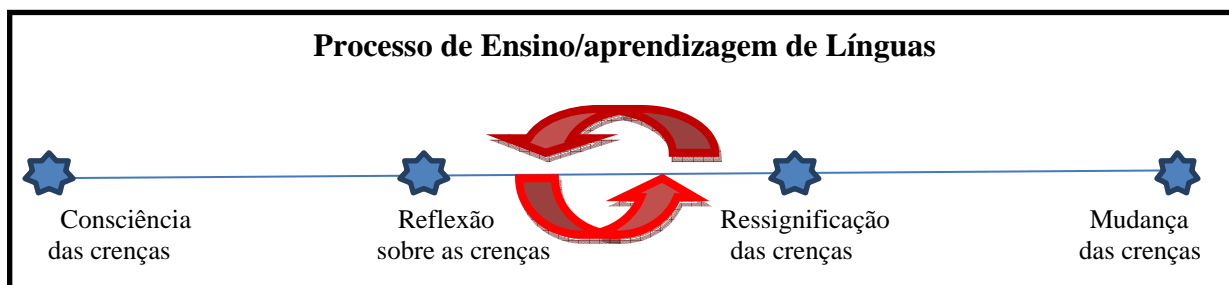 Processo de Ensino/aprendizagem de Línguas
Consciência
das crenças
Reflexão
sobre as crenças
Ressignificação
das crenças
Mudança
das crenças